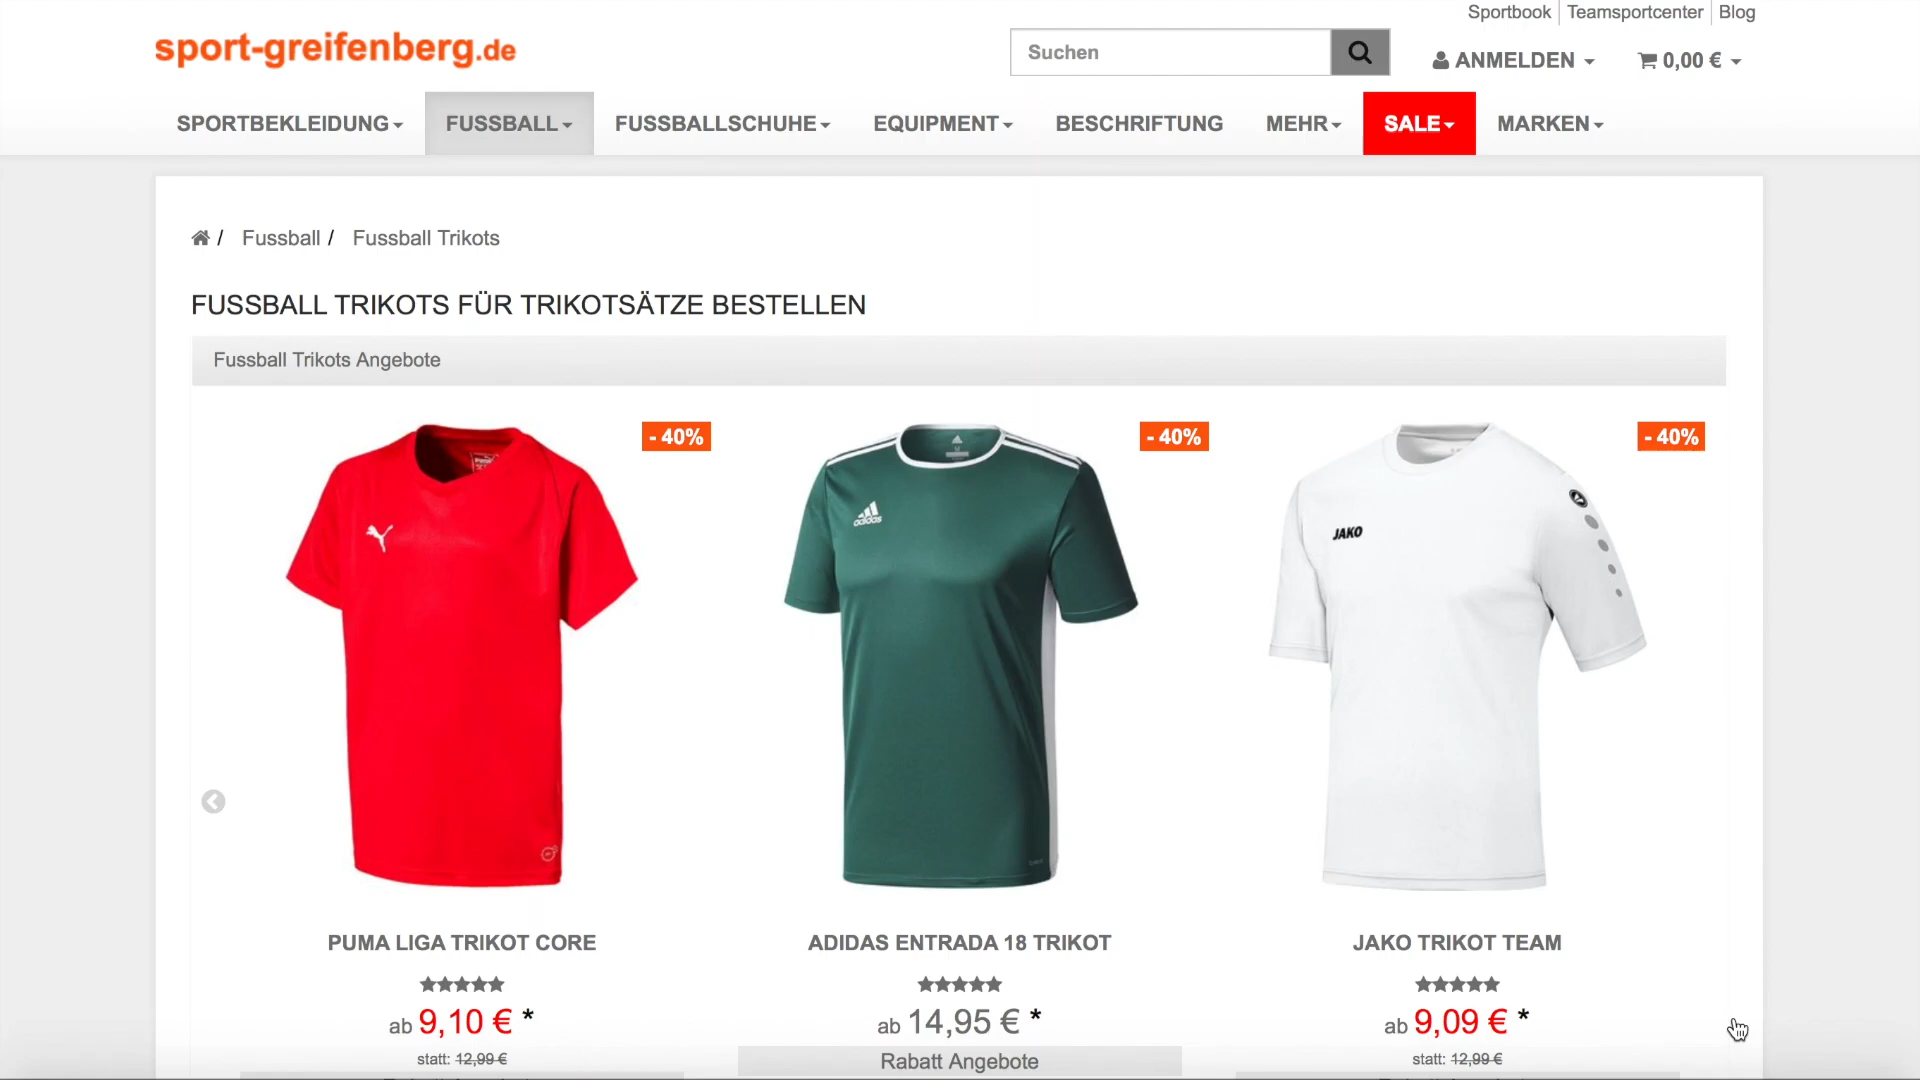 Sportbook Teamsportcenter Blog
sport-greifenberg.de
Suchen
ANMELDEN
0,00 €
SPORTBEKLEIDUNG FUSSBALL FUSSBALLSCHUHE EQUIPMENT BESCHRIFTUNG MEHR SALE MARKEN
/ Fussball / Fussball Trikots
FUSSBALL TRIKOTS FÜR TRIKOTSÄTZE BESTELLEN
Fussball Trikots Angebote
- 40% - 40% - 40%
adidas
JAKO
PUMA LIGA TRIKOT CORE
ab 9,10 € *
statt: 12,99 €
ADIDAS ENTRADA 18 TRIKOT
ab 14,95 € *
Rabatt Angebote
JAKO TRIKOT TEAM
ab 9,09 € *
statt: 12,99 €